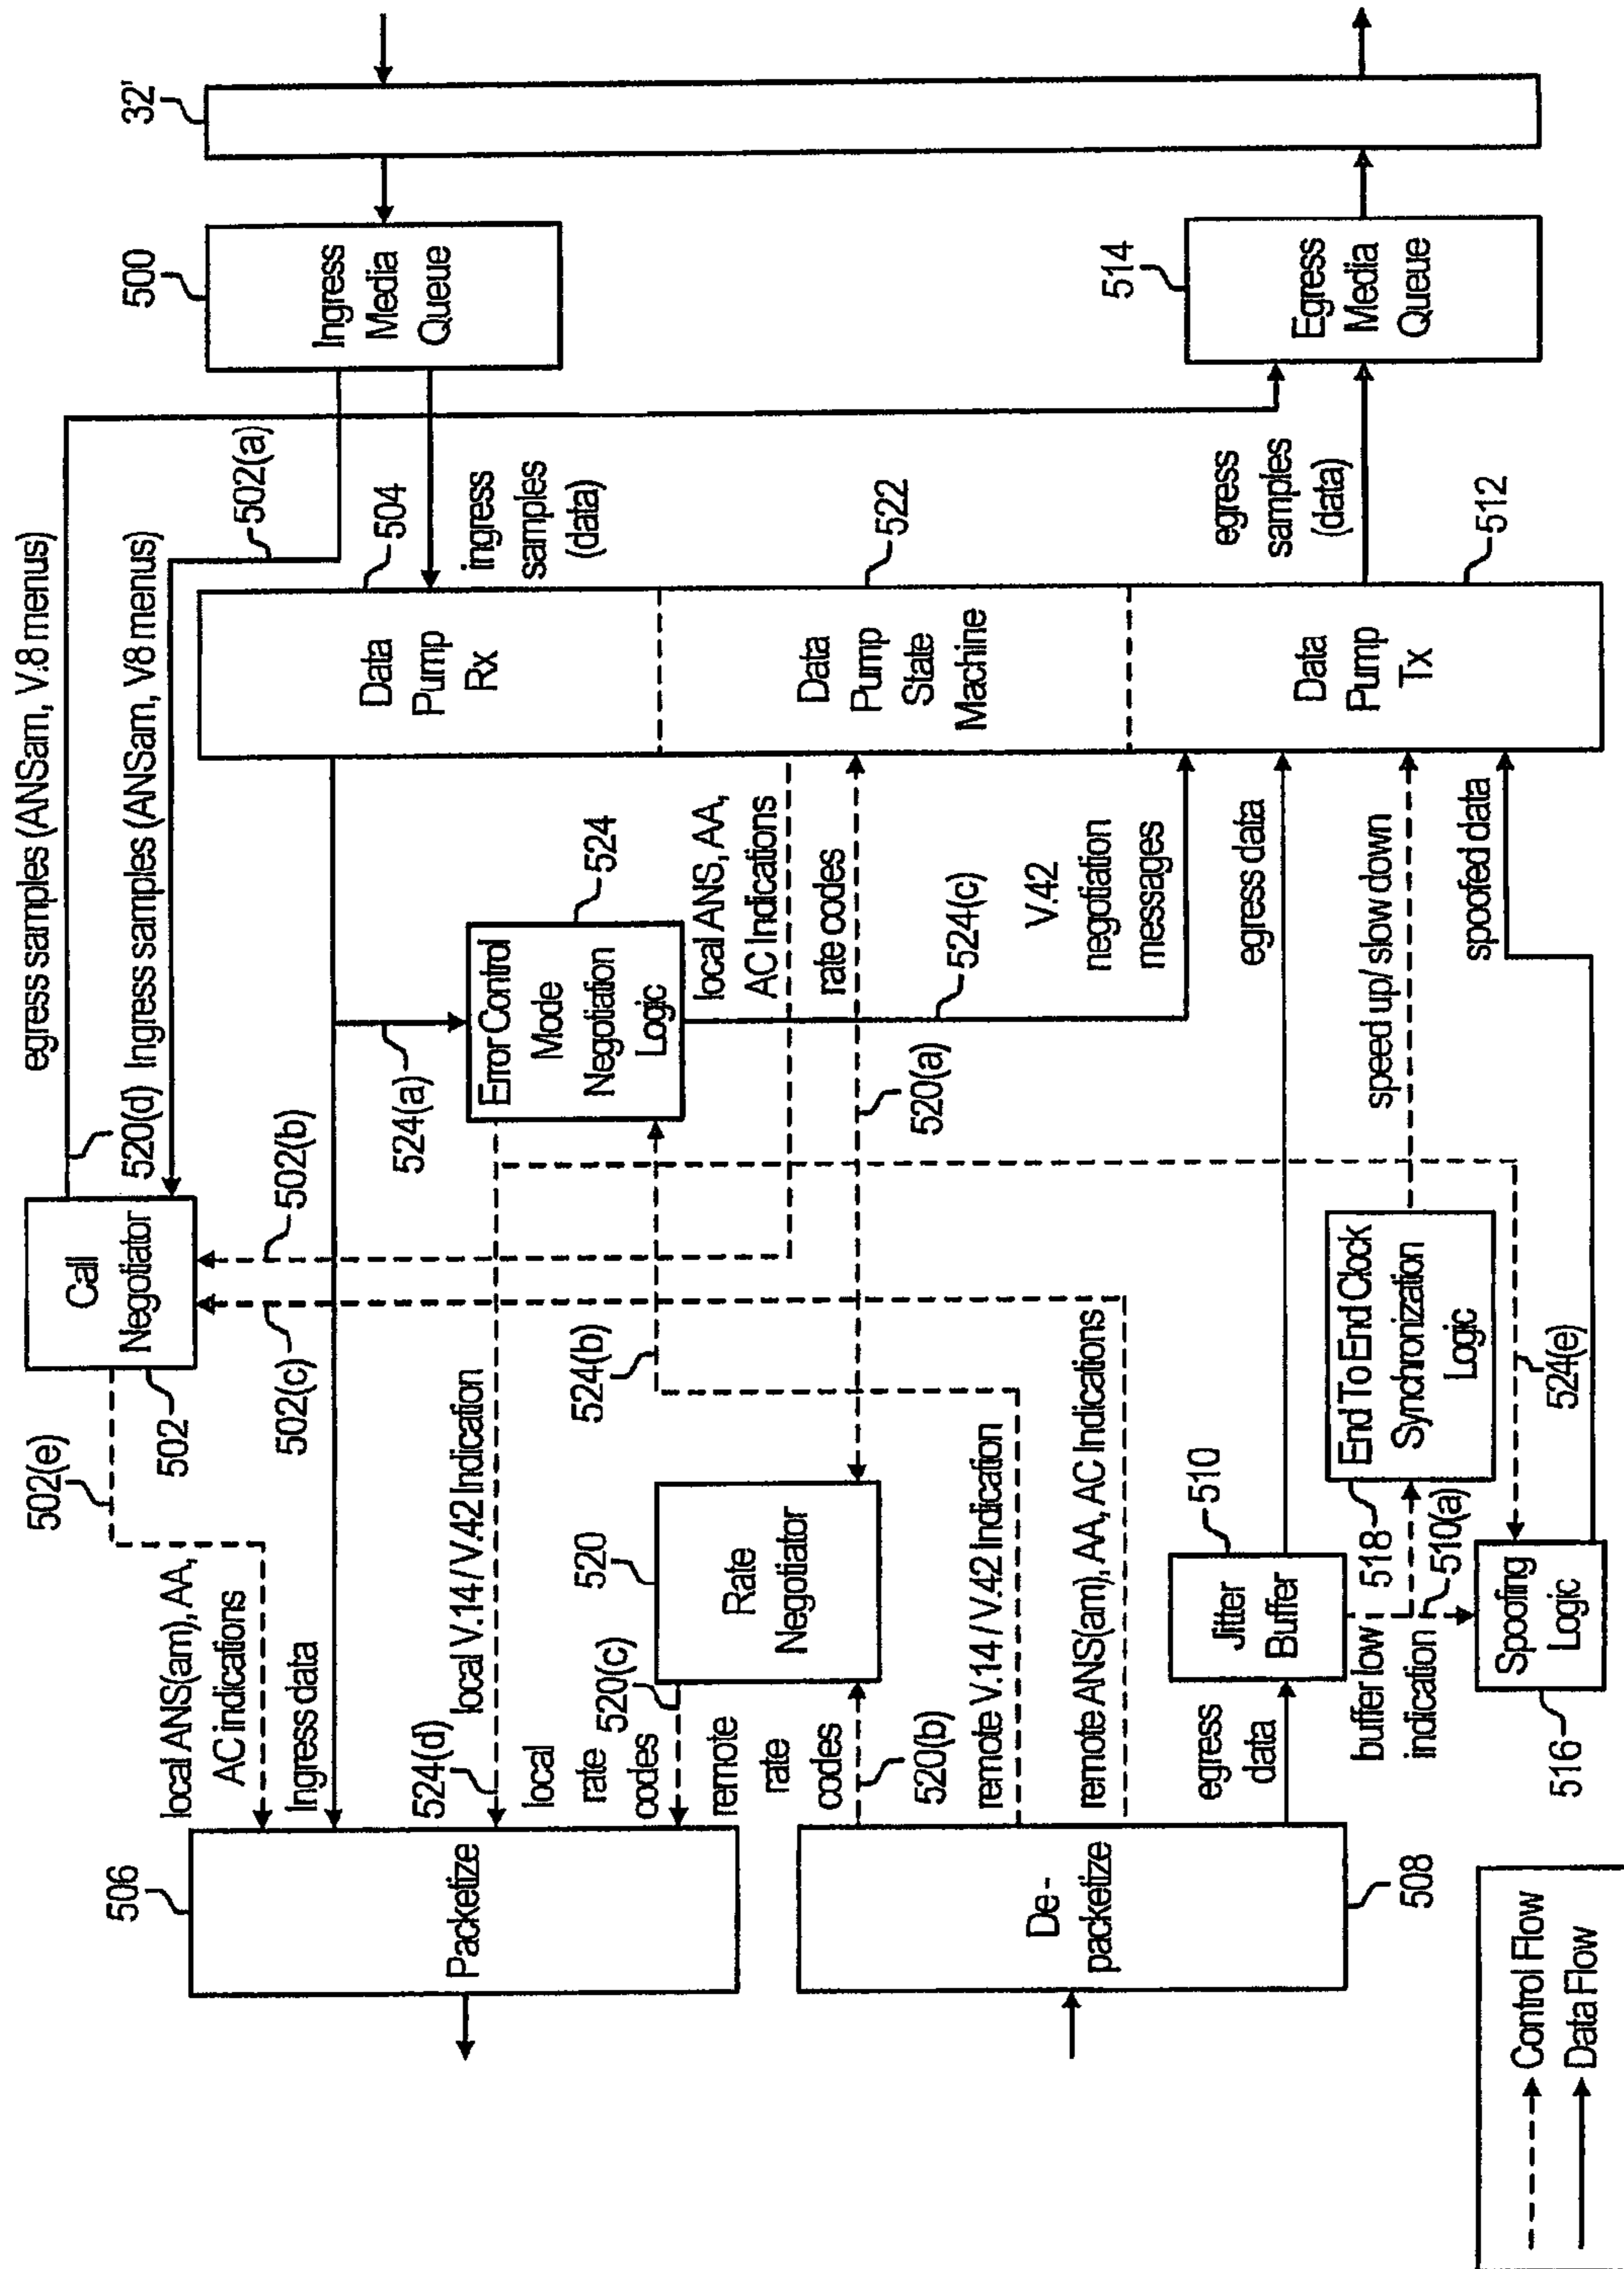 egress samples (ANSam, V.8 menus)
520(d)
Ingress samples (ANSam, V8 menus)
502(a)
Call
Negotiator
502
502(b)
502(c)
502(e)
local ANS(am), AA,
AC indications
Ingress data
506
Packetize
524(d)
local V.14 / V.42 Indication
local
rate
codes
520(c)
remote
rate
codes
520(b)
520
Rate
Negotiator
524(b)
524(a)
524
Error Control
Mode
Negotiation
Logic
local ANS, AA,
AC Indications
rate codes
520(a)
524(c)
V.42
negotiation
messages
32'
500
Ingress
Media
Queue
504
ingress
samples
(data)
Data
Pump
Rx
522
Data
Pump
State
Machine
Data
Pump
Tx
512
egress
samples
(data)
514
Egress
Media
Queue
De -
packetize
508
remote V.14 / V.42 Indication
remote ANS(am), AA, AC Indications
egress
data
510
Jitter
Buffer
egress data
buffer low
indication
510(a)
518
End To End Clock
Synchronization
Logic
speed up/ slow down
524(e)
516
Spoofing
Logic
spoofed data
Control Flow
Data Flow